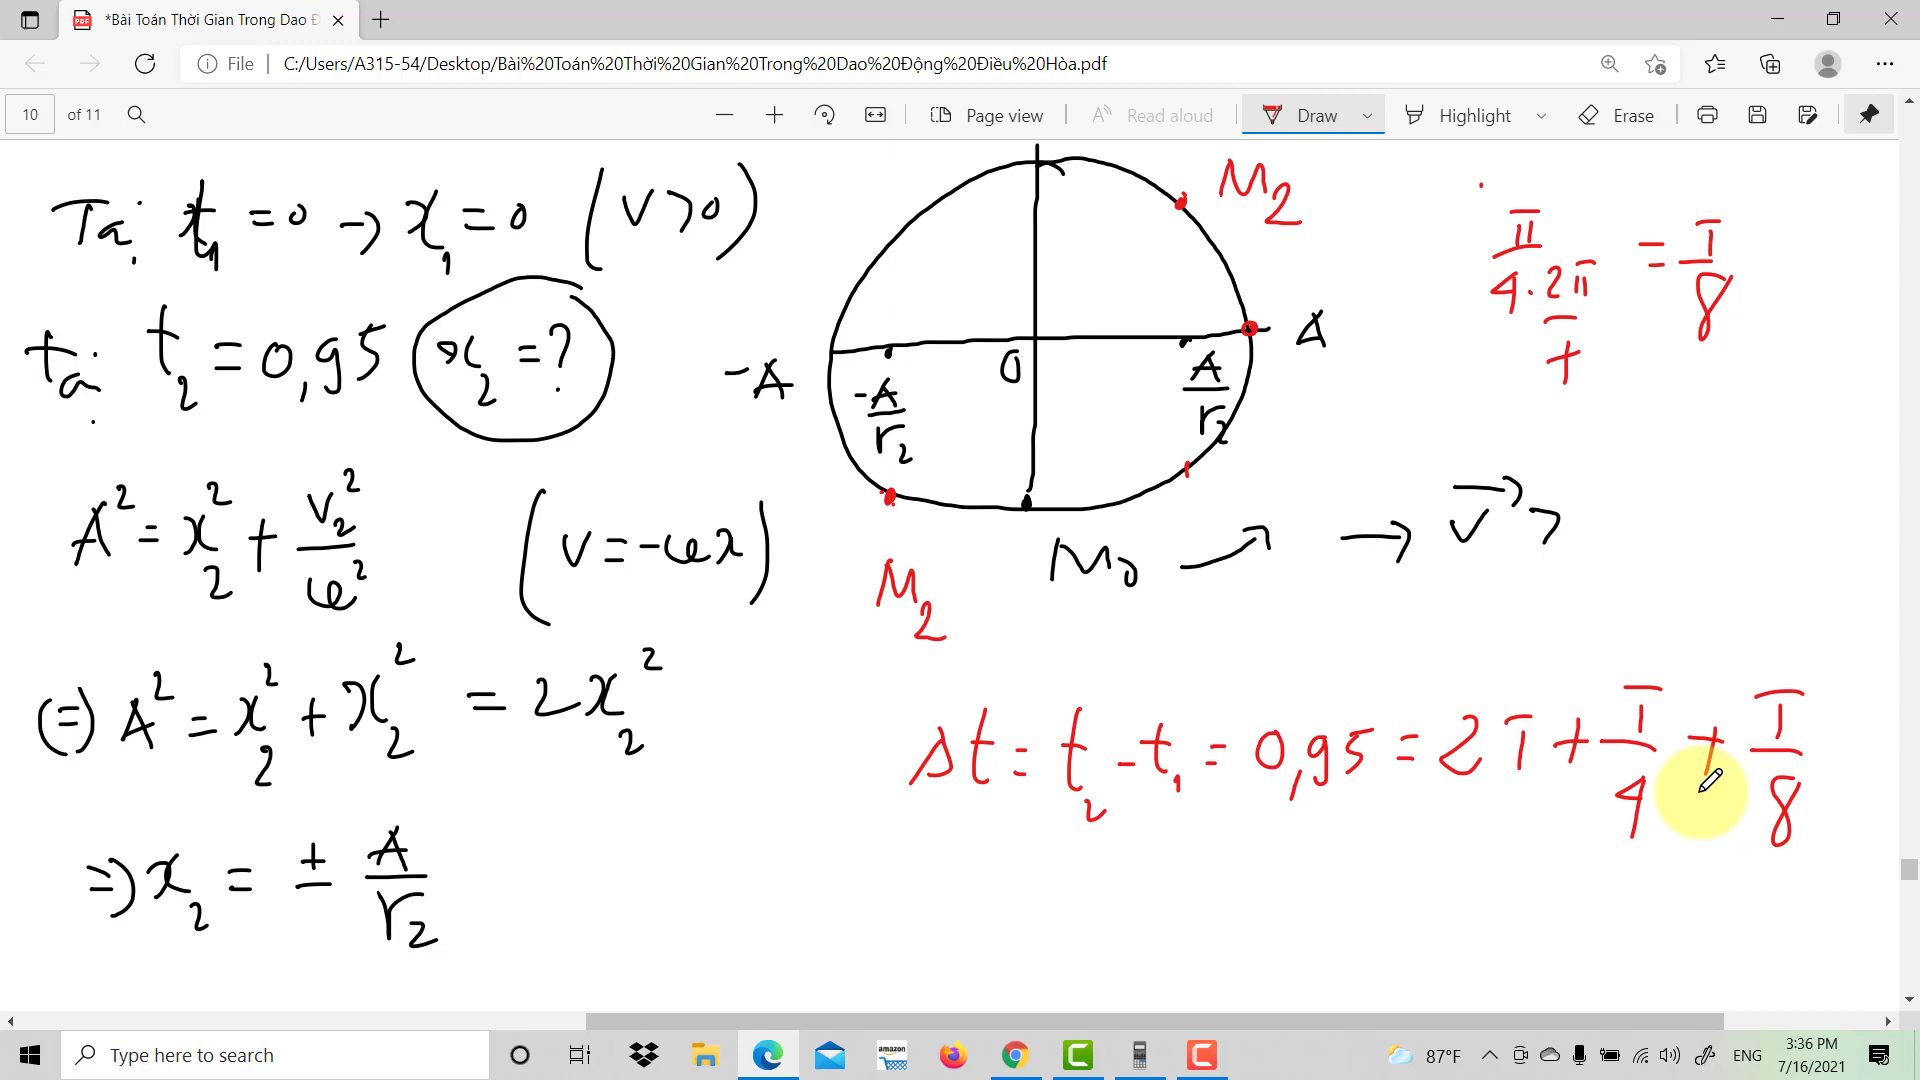 *Bài Toán Thời Gian Trong Dao Đ
File
C:/Users/A315-54/Desktop/Bài%20Toán%20Thời%20Gian%20Trong%20Dao%20Động%20Điều%20Hòa.pdf
10 of 11
Page view
Read aloud
Draw
Highlight
Erase
Tại t₁ = 0 → x₁ = 0 (v > 0)
tại t₂ = 0,95 x₂ = ?
A² = x₂² + v₂²/ω² (v = -ωx)
(=) A² = x₂² + x₂² = 2x₂²
=) x₂ = ± A/√2
M₂
-A
-A/√2
O
A/√2
A
M₂
M₀ → → v⃗ >
π/(4 · 2π/T) = T/8
Δt = t₂ - t₁ = 0,95 = 2T + T/4 + T/8
Type here to search
amazon
87°F
ENG
3:36 PM
7/16/2021